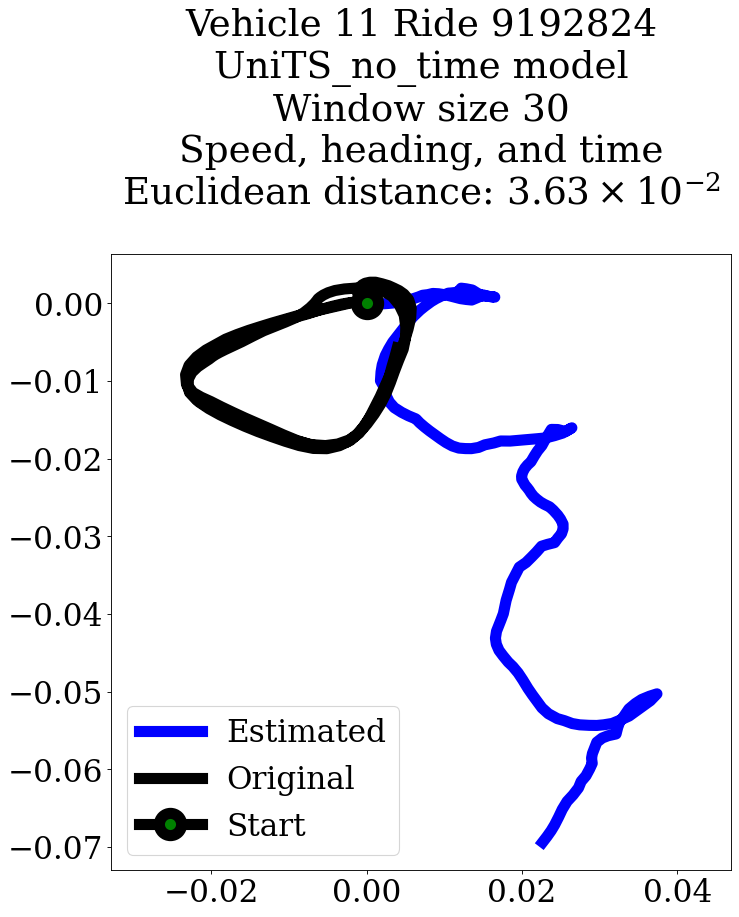 Vehicle 11 Ride 9192824
UniTS_no_time model
Window size 30
Speed, heading, and time
Euclidean distance: 3.63 × 10⁻²
0.00
−0.01
−0.02
−0.03
−0.04
−0.05
−0.06
−0.07
Estimated
Original
Start
−0.02 0.00 0.02 0.04